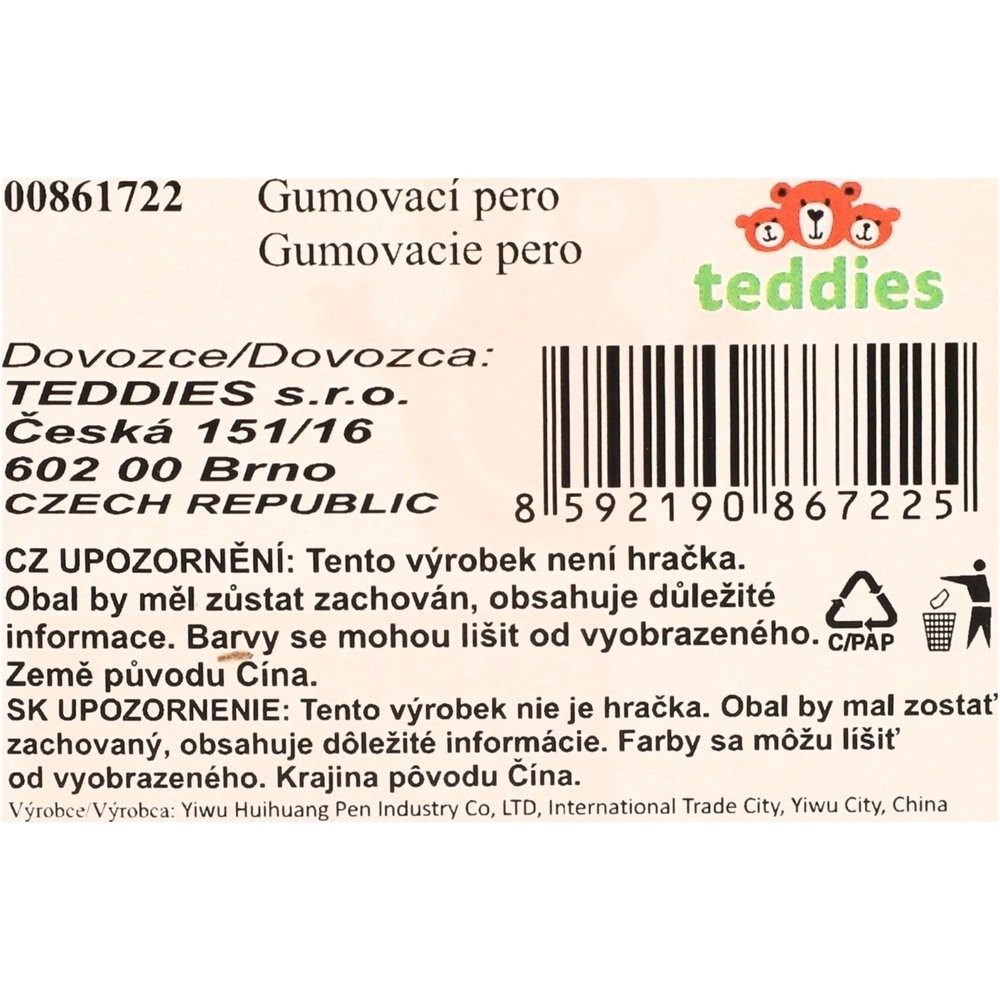 00861722 Gumovací pero
Gumovacie pero
teddies
Dovozce/Dovozca:
TEDDIES s.r.o.
Česká 151/16
602 00 Brno
CZECH REPUBLIC
8 592190 867225
CZ UPOZORNĚNÍ: Tento výrobek není hračka.
Obal by měl zůstat zachován, obsahuje důležité
informace. Barvy se mohou lišit od vyobrazeného.
Země původu Čína.
C/PAP
SK UPOZORNENIE: Tento výrobek nie je hračka. Obal by mal zostať
zachovaný, obsahuje dôležité informácie. Farby sa môžu líšiť
od vyobrazeného. Krajina pôvodu Čína.
Výrobce/Výrobca: Yiwu Huihuang Pen Industry Co, LTD, International Trade City, Yiwu City, China